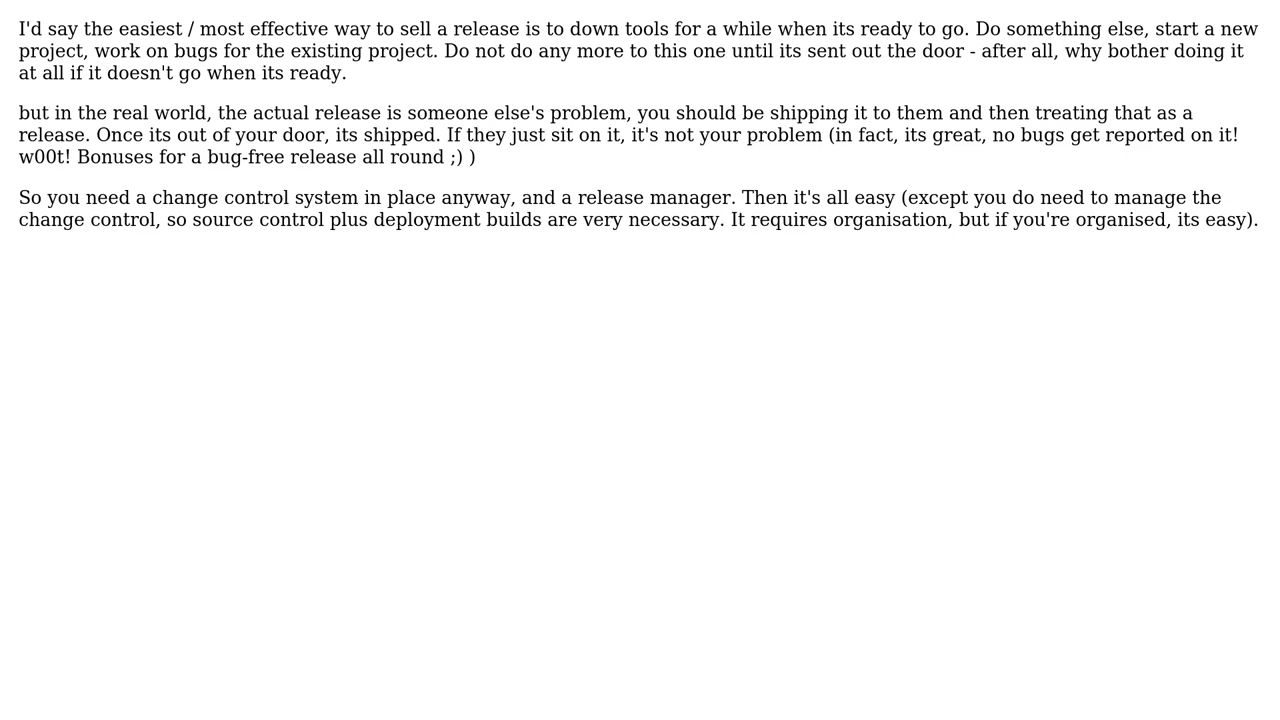 I'd say the easiest / most effective way to sell a release is to down tools for a while when its ready to go. Do something else, start a new
project, work on bugs for the existing project. Do not do any more to this one until its sent out the door - after all, why bother doing it
at all if it doesn't go when its ready.
but in the real world, the actual release is someone else's problem, you should be shipping it to them and then treating that as a
release. Once its out of your door, its shipped. If they just sit on it, it's not your problem (in fact, its great, no bugs get reported on it!
w00t! Bonuses for a bug-free release all round ;) )
So you need a change control system in place anyway, and a release manager. Then it's all easy (except you do need to manage the
change control, so source control plus deployment builds are very necessary. It requires organisation, but if you're organised, its easy).